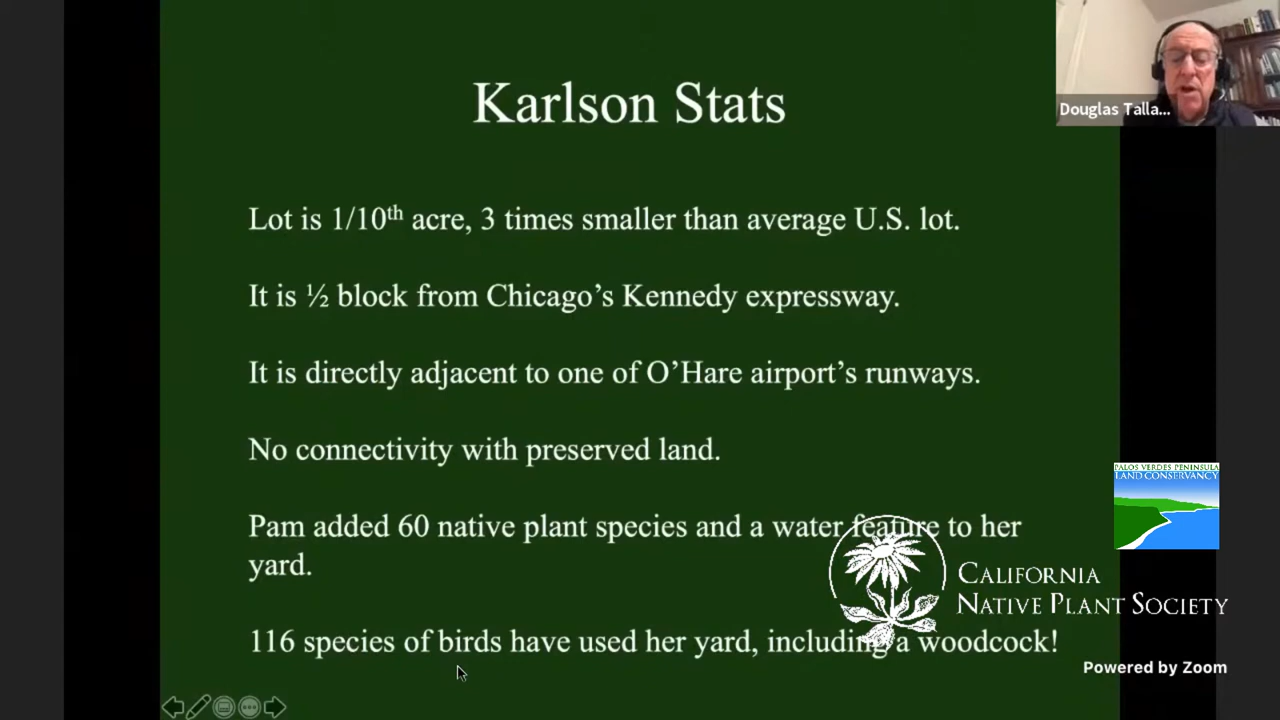 Karlson Stats
Douglas Talla...
Lot is 1/10th acre, 3 times smaller than average U.S. lot.
It is ½ block from Chicago’s Kennedy expressway.
It is directly adjacent to one of O’Hare airport’s runways.
No connectivity with preserved land.
PALOS VERDES PENINSULA
LAND CONSERVANCY
Pam added 60 native plant species and a water feature to her
yard.
CALIFORNIA
NATIVE PLANT SOCIETY
116 species of birds have used her yard, including a woodcock!
Powered by Zoom